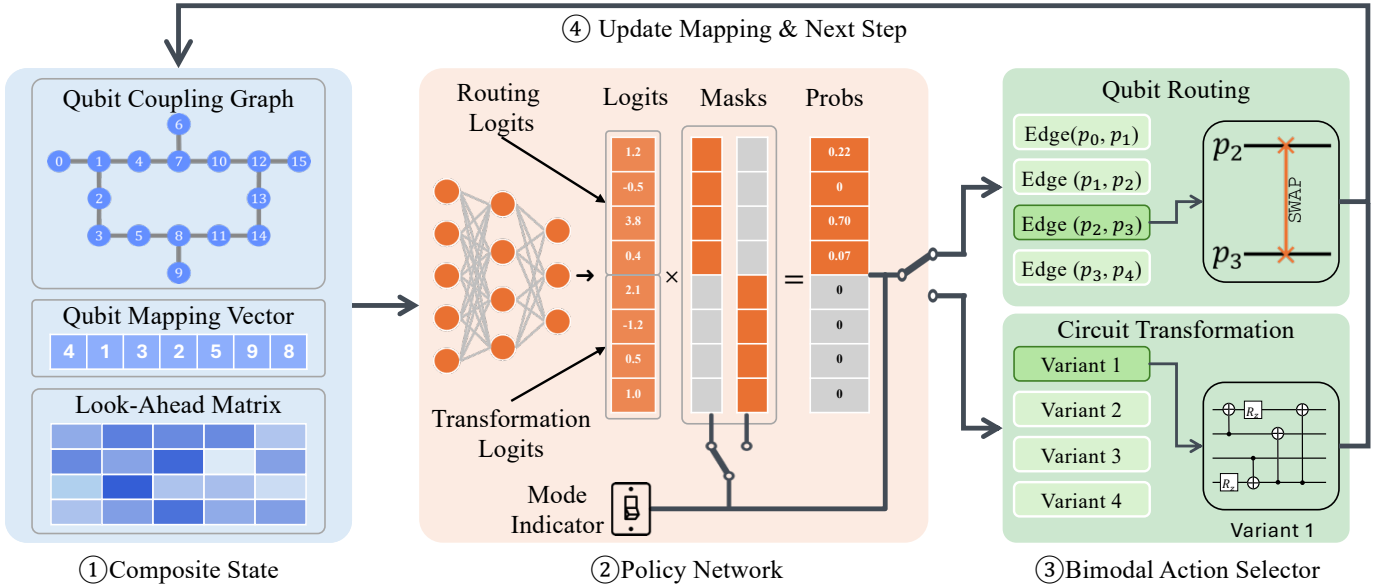 ④ Update Mapping & Next Step
Qubit Coupling Graph
6
0 1 4 7 10 12 15
2 13
3 5 8 11 14
9
Qubit Mapping Vector
4 1 3 2 5 9 8
Look-Ahead Matrix
①Composite State
Routing
Logits
Logits Masks Probs
1.2
-0.5
3.8
0.4
2.1
-1.2
0.5
1.0
×
=
0.22
0
0.70
0.07
0
0
0
0
Transformation
Logits
Mode
Indicator
②Policy Network
Qubit Routing
Edge(p0, p1)
Edge (p1, p2)
Edge (p2, p3)
Edge (p3, p4)
p2
SWAP
p3
Circuit Transformation
Variant 1
Variant 2
Variant 3
Variant 4
Rz
Rz
Variant 1
③Bimodal Action Selector